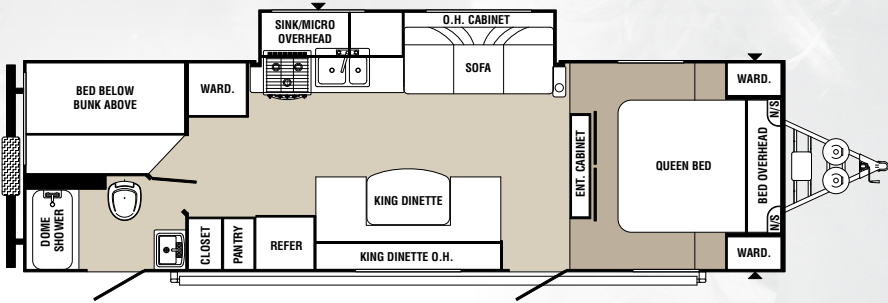 SINK/MICRO
OVERHEAD
O.H. CABINET
SOFA
BED BELOW
BUNK ABOVE
WARD.
WARD.
N/S
ENT. CABINET
QUEEN BED
BED OVERHEAD
KING DINETTE
N/S
DOME
SHOWER
CLOSET
PANTRY
REFER
KING DINETTE O.H.
WARD.